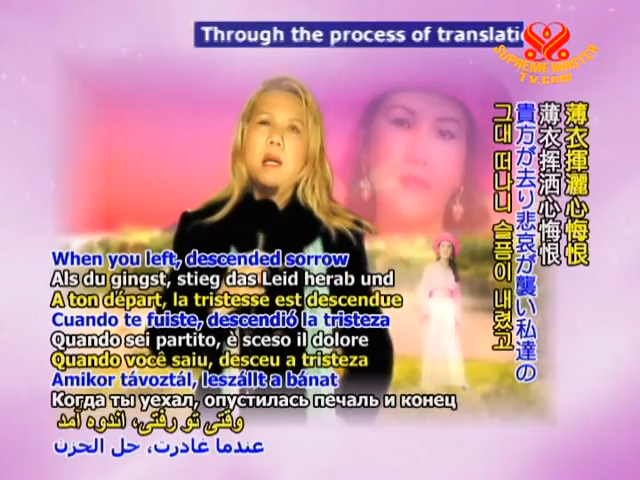 Through the process of translatio
SUPREME MASTER
TV.COM
薄衣揮灑心悔恨
薄衣挥洒心悔恨
貴方が去り悲哀が襲い私達の
그대 떠나니 슬픔이 내렸고
When you left, descended sorrow
Als du gingst, stieg das Leid herab und
A ton départ, la tristesse est descendue
Cuando te fuiste, descendió la tristeza
Quando sei partito, è sceso il dolore
Quando você saiu, desceu a tristeza
Amikor távoztál, leszállt a bánat
Когда ты уехал, опустилась печаль и конец
وقتی تو رفتی، اندوه آمد
عندما غادرت، حل الحزن